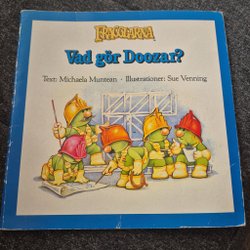 FRAGGLARNA
Vad gör Doozar?
Text: Michaela Muntean · Illustrationer: Sue Venning